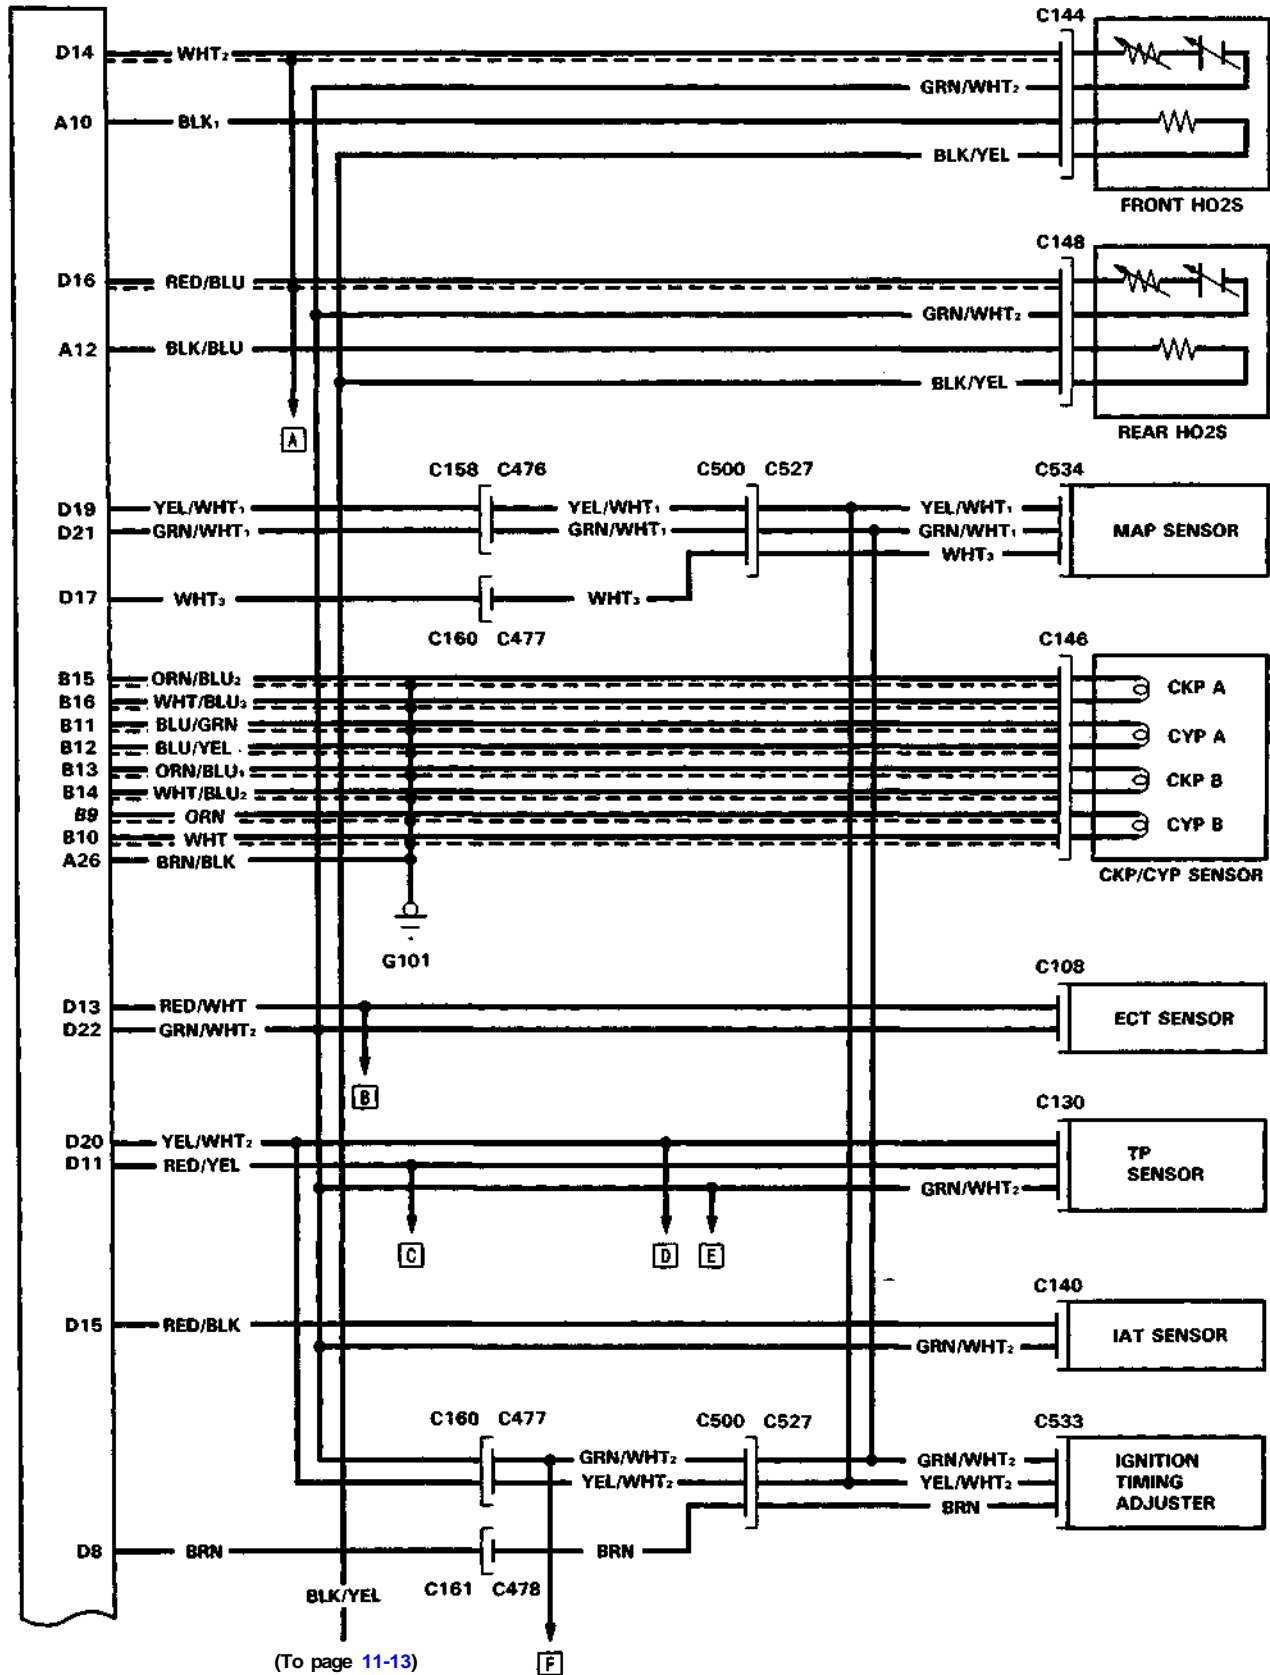 C144
D14 WHT₂
GRN/WHT₂
A10 BLK₁
BLK/YEL
FRONT HO2S
C148
D16 RED/BLU
GRN/WHT₂
A12 BLK/BLU
BLK/YEL
A
REAR HO2S
C158 C476 C500 C527 C534
D19 YEL/WHT₁ YEL/WHT₁ YEL/WHT₁
D21 GRN/WHT₁ GRN/WHT₁ GRN/WHT₁ MAP SENSOR
WHT₃
D17 WHT₃ WHT₃
C160 C477 C146
B15 ORN/BLU₂ CKP A
B16 WHT/BLU₃
B11 BLU/GRN CYP A
B12 BLU/YEL
B13 ORN/BLU₁ CKP B
B14 WHT/BLU₂
B9 ORN CYP B
B10 WHT
A26 BRN/BLK
CKP/CYP SENSOR
G101
C108
D13 RED/WHT
D22 GRN/WHT₂ ECT SENSOR
B
C130
D20 YEL/WHT₂ TP
D11 RED/YEL SENSOR
GRN/WHT₂
C D E
C140
D15 RED/BLK IAT SENSOR
GRN/WHT₂
C160 C477 C500 C527 C533
GRN/WHT₂ GRN/WHT₂ IGNITION
YEL/WHT₂ YEL/WHT₂ TIMING
BRN ADJUSTER
D8 BRN BRN
C161 C478
BLK/YEL
(To page 11-13)
F